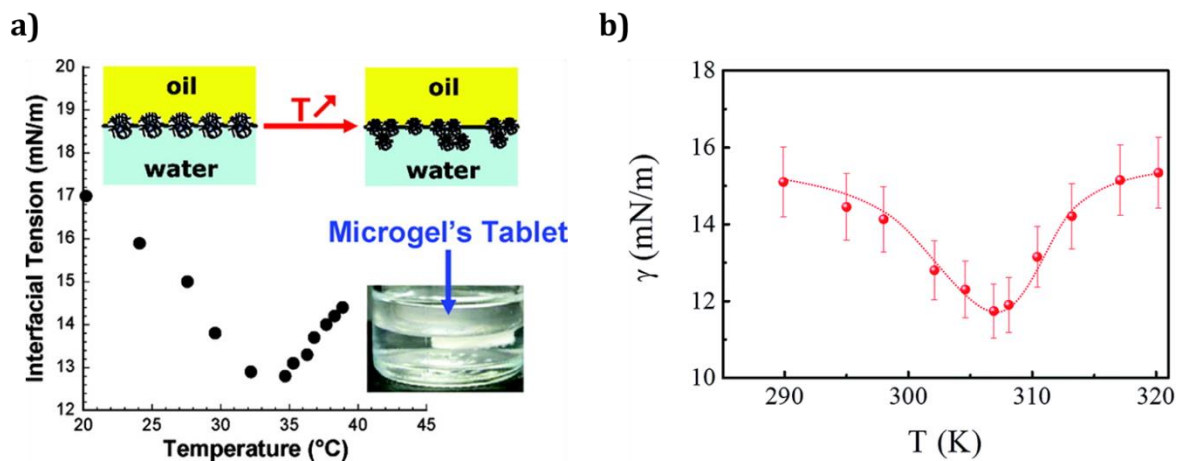 a)
b)
oil
T
oil
water
water
Microgel's Tablet
Interfacial Tension (mN/m)
20
19
18
17
16
15
14
13
12
20
25
30
35
40
45
Temperature (°C)
γ (mN/m)
18
16
14
12
10
290
300
310
320
T (K)